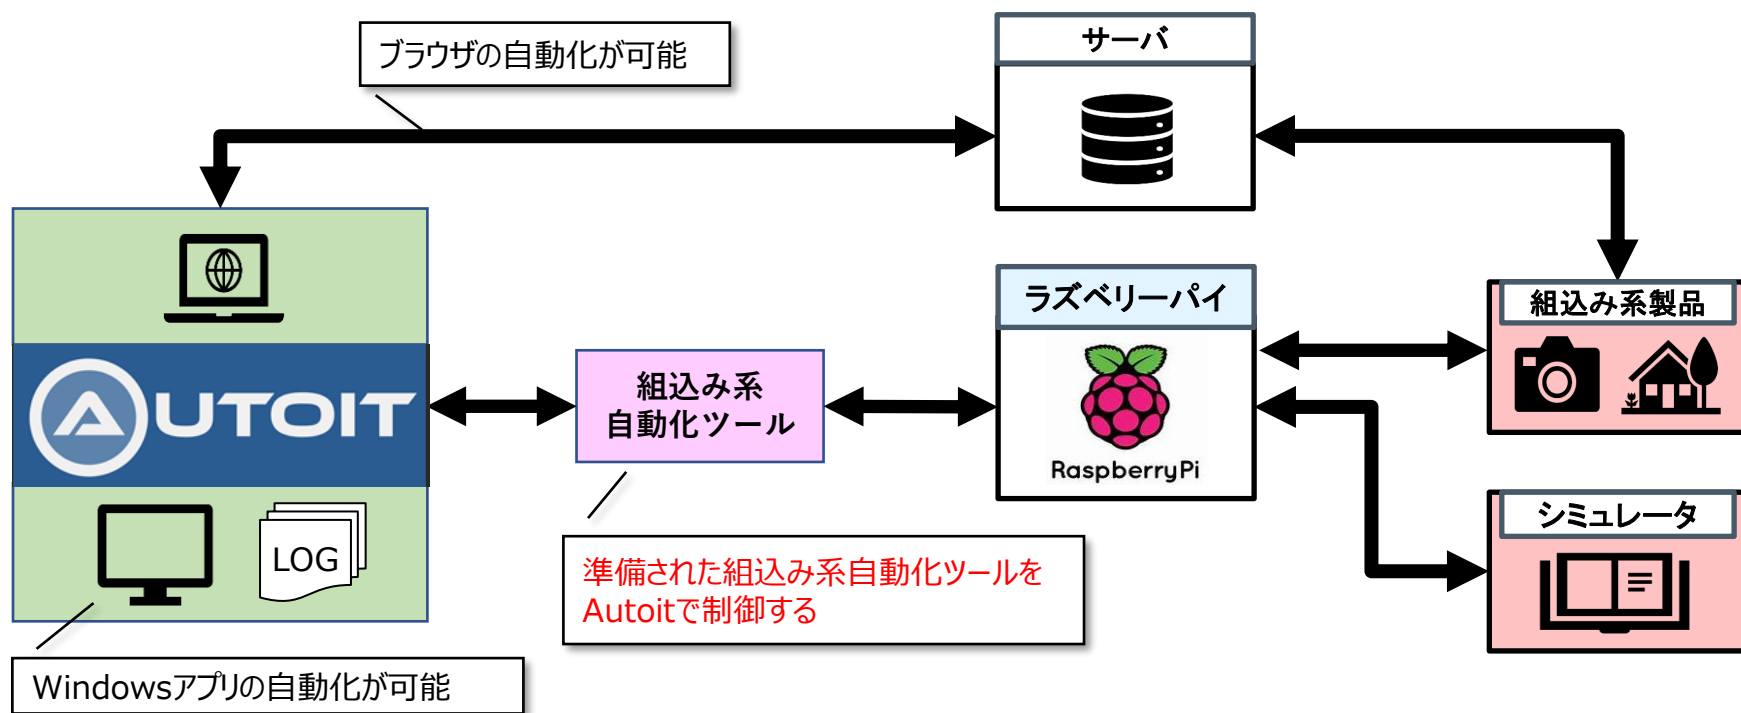 ブラウザの自動化が可能
サーバ
ラズベリーパイ
RaspberryPi
組込み系製品
AUTOIT
組込み系
自動化ツール
シミュレータ
LOG
準備された組込み系自動化ツールを
Autoitで制御する
Windowsアプリの自動化が可能